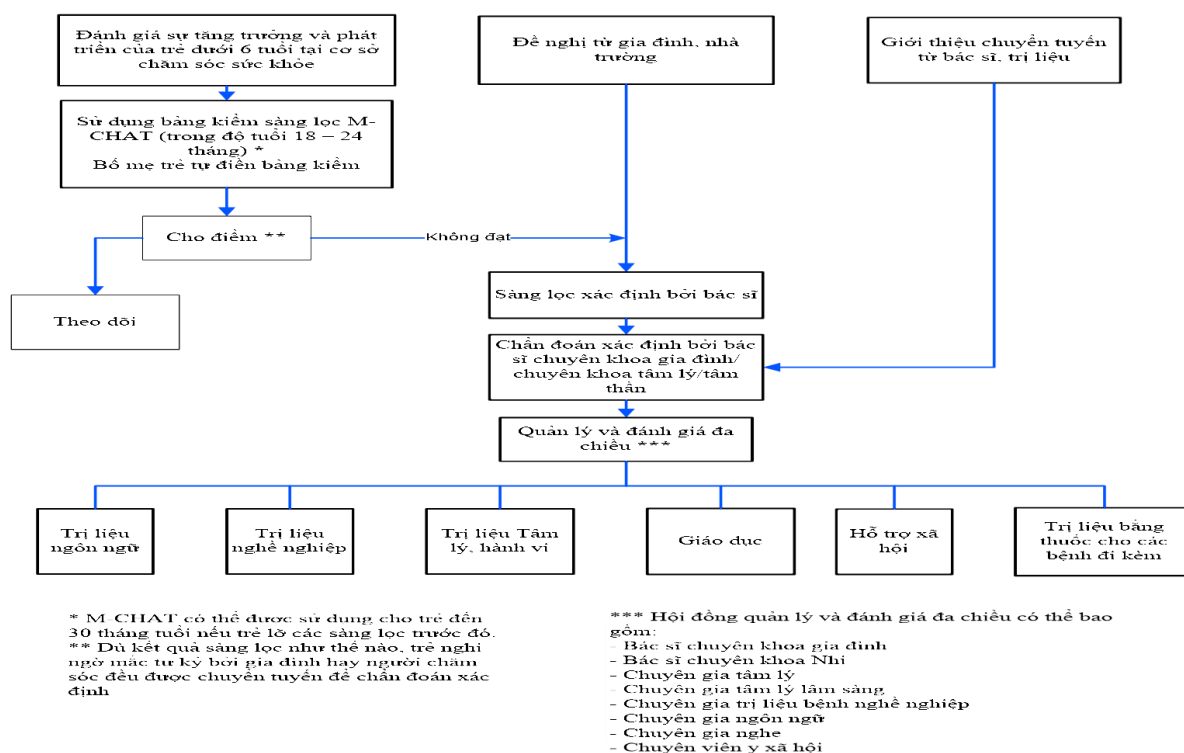 Đánh giá sự tăng trưởng và phát
triển của trẻ dưới 6 tuổi tại cơ sở
chăm sóc sức khỏe
Đề nghị từ gia đình, nhà
trường
Giới thiệu chuyển tuyến
từ bác sĩ, trị liệu
Sử dụng bảng kiểm sàng lọc M-
CHAT (trong độ tuổi 18 – 24
tháng) *
Bố mẹ trẻ tự điền bảng kiểm
Cho điểm **
Không đạt
Theo dõi
Sàng lọc xác định bởi bác sĩ
Chẩn đoán xác định bởi bác
sĩ chuyên khoa gia đình/
chuyên khoa tâm lý/tâm
thần
Quản lý và đánh giá đa
chiều ***
Trị liệu
ngôn ngữ
Trị liệu
nghề nghiệp
Trị liệu Tâm
lý, hành vi
Giáo dục
Hỗ trợ xã
hội
Trị liệu bằng
thuốc cho các
bệnh đi kèm
* M-CHAT có thể được sử dụng cho trẻ đến
30 tháng tuổi nếu trẻ lỡ các sàng lọc trước đó.
** Dù kết quả sàng lọc như thế nào, trẻ nghi
ngờ mắc tự kỷ bởi gia đình hay người chăm
sóc đều được chuyển tuyến để chẩn đoán xác
định
*** Hội đồng quản lý và đánh giá đa chiều có thể bao
gồm:
- Bác sĩ chuyên khoa gia đình
- Bác sĩ chuyên khoa Nhi
- Chuyên gia tâm lý
- Chuyên gia tâm lý lâm sàng
- Chuyên gia trị liệu bệnh nghề nghiệp
- Chuyên gia ngôn ngữ
- Chuyên gia nghe
- Chuyên viên y xã hội